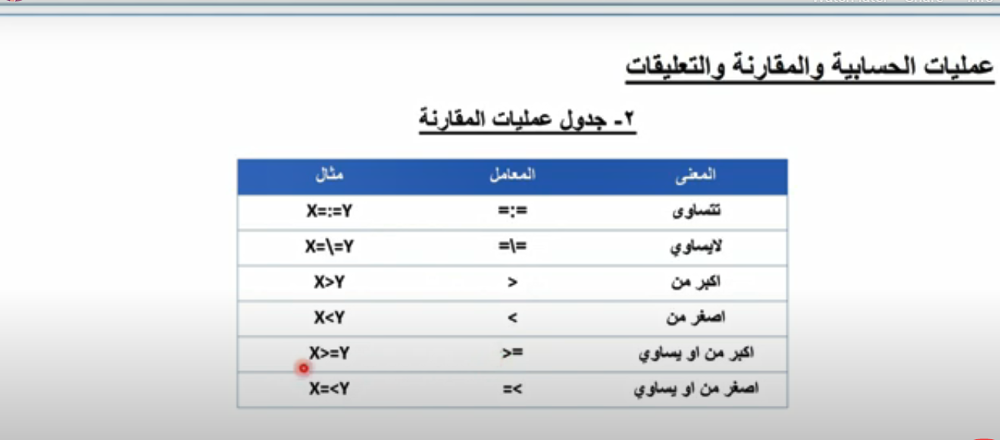 عمليات الحسابية والمقارنة والتعليقات
٢- جدول عمليات المقارنة
المعنى المعامل مثال
تتساوى =:= X=:=Y
لايساوي =\= X=\=Y
اكبر من > X>Y
اصغر من < X<Y
اكبر من او يساوي >= X>=Y
اصغر من او يساوي =< X=<Y